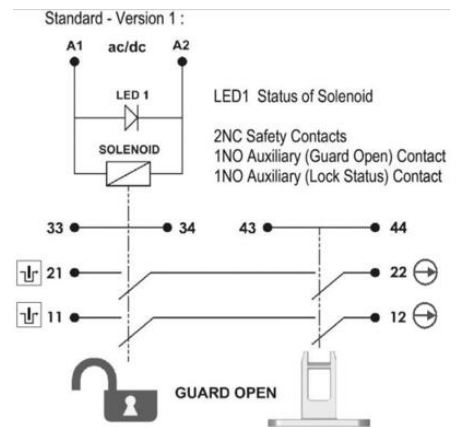 Standard - Version 1 :
A1 ac/dc A2
LED 1
LED1 Status of Solenoid
SOLENOID
2NC Safety Contacts
1NO Auxiliary (Guard Open) Contact
1NO Auxiliary (Lock Status) Contact
33 34 43 44
21 22
11 12
GUARD OPEN